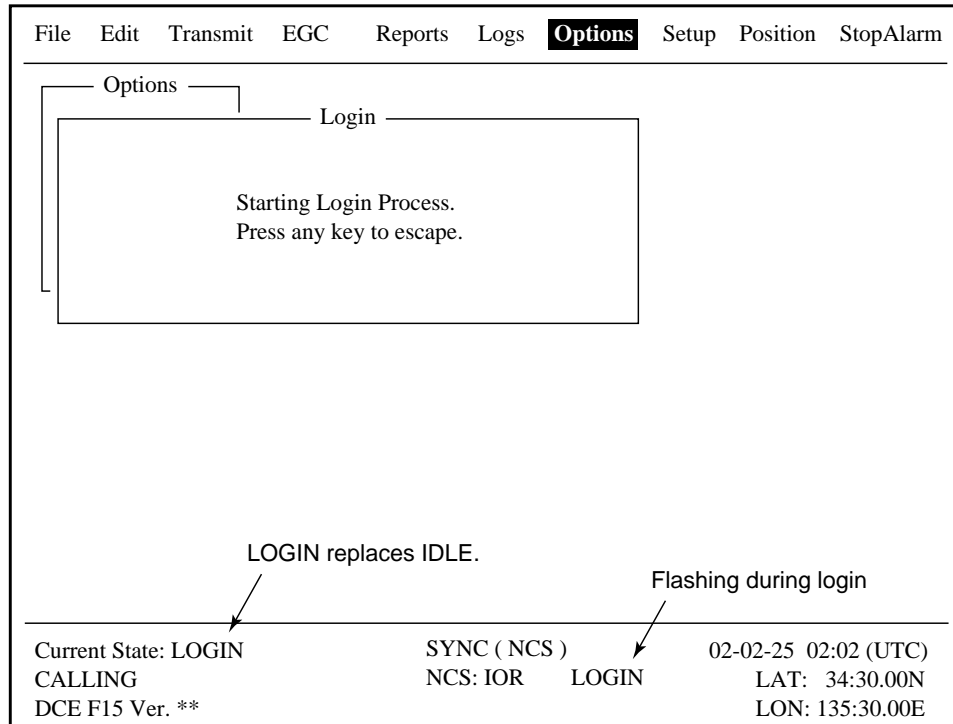 File Edit Transmit EGC Reports Logs Options Setup Position StopAlarm
Options
Login
Starting Login Process.
Press any key to escape.
LOGIN replaces IDLE.
Flashing during login
Current State: LOGIN SYNC ( NCS ) 02-02-25 02:02 (UTC)
CALLING NCS: IOR LOGIN LAT: 34:30.00N
DCE F15 Ver. ** LON: 135:30.00E